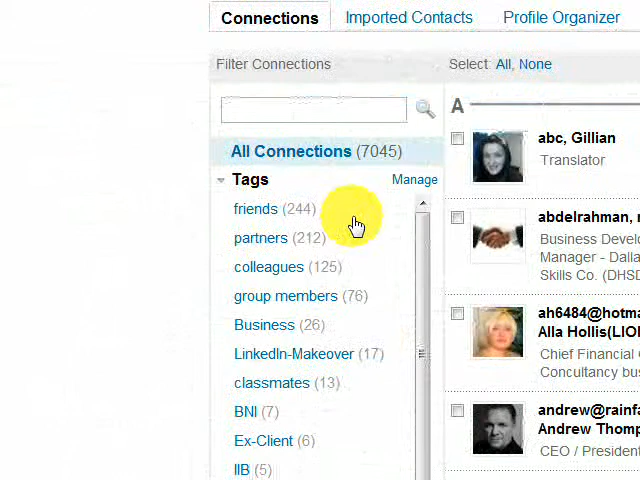 Connections Imported Contacts Profile Organizer
Filter Connections
Select All, None
All Connections (7045)
Tags Manage
friends (244)
partners (212)
colleagues (125)
group members (76)
Business (26)
LinkedIn-Makeover (17)
classmates (13)
BNI (7)
Ex-Client (6)
IIB (5)
A
abc, Gillian
Translator
abdelrahman,
Business Develo
Manager - Dalla
Skills Co. (DHSD
ah6484@hotma
Alla Hollis(LION
Chief Financial
Concultancy bus
andrew@rainfa
Andrew Thomp
CEO / President